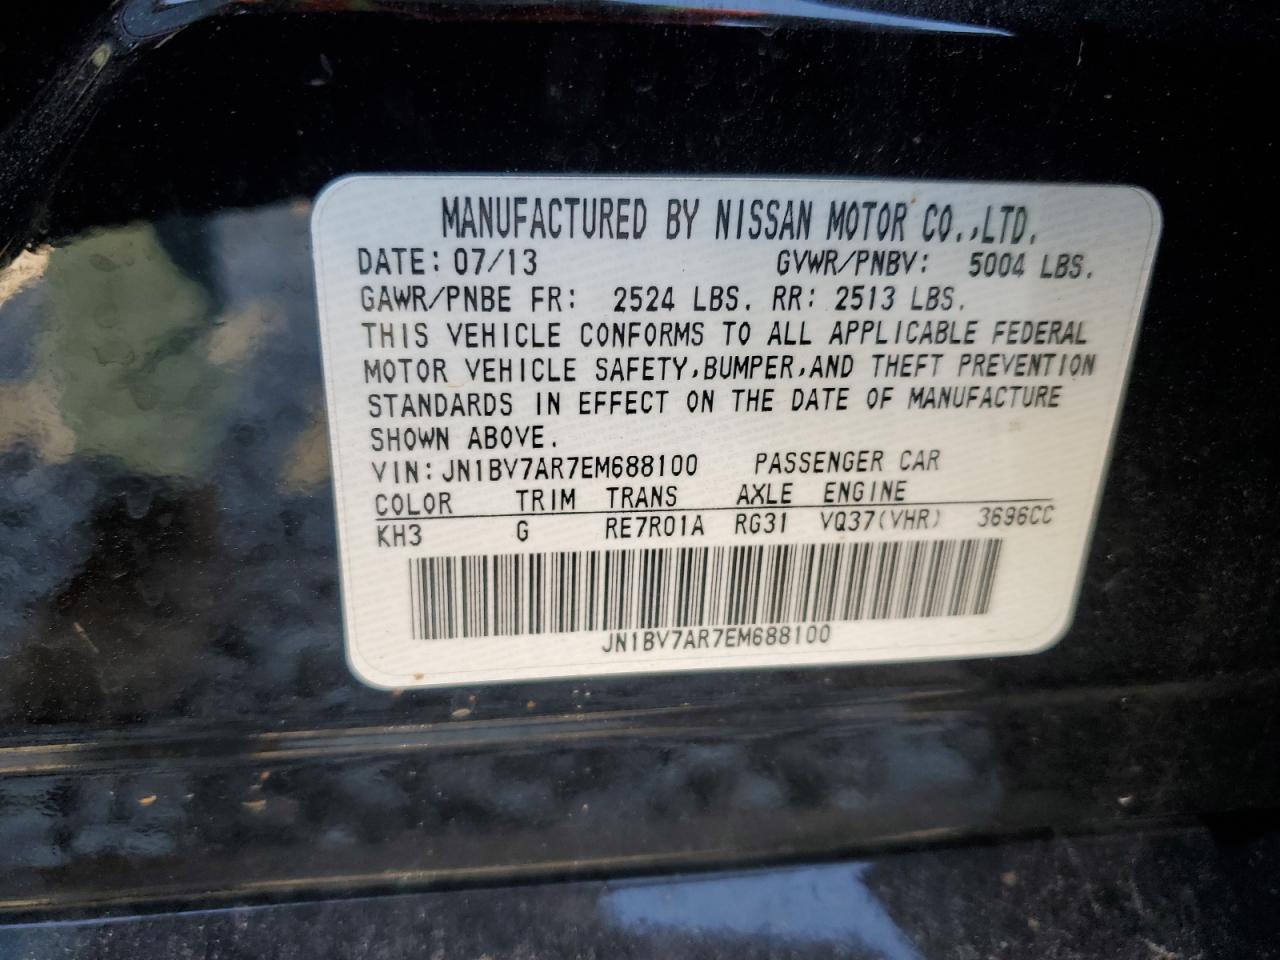 MANUFACTURED BY NISSAN MOTOR CO.,LTD.
DATE: 07/13 GVWR/PNBV: 5004 LBS.
GAWR/PNBE FR: 2524 LBS. RR: 2513 LBS.
THIS VEHICLE CONFORMS TO ALL APPLICABLE FEDERAL
MOTOR VEHICLE SAFETY,BUMPER,AND THEFT PREVENTION
STANDARDS IN EFFECT ON THE DATE OF MANUFACTURE
SHOWN ABOVE.
VIN:JN1BV7AR7EM688100 PASSENGER CAR
COLOR TRIM TRANS AXLE ENGINE
KH3 G RE7R01A RG31 VQ37(VHR) 3696CC
JN1BV7AR7EM688100